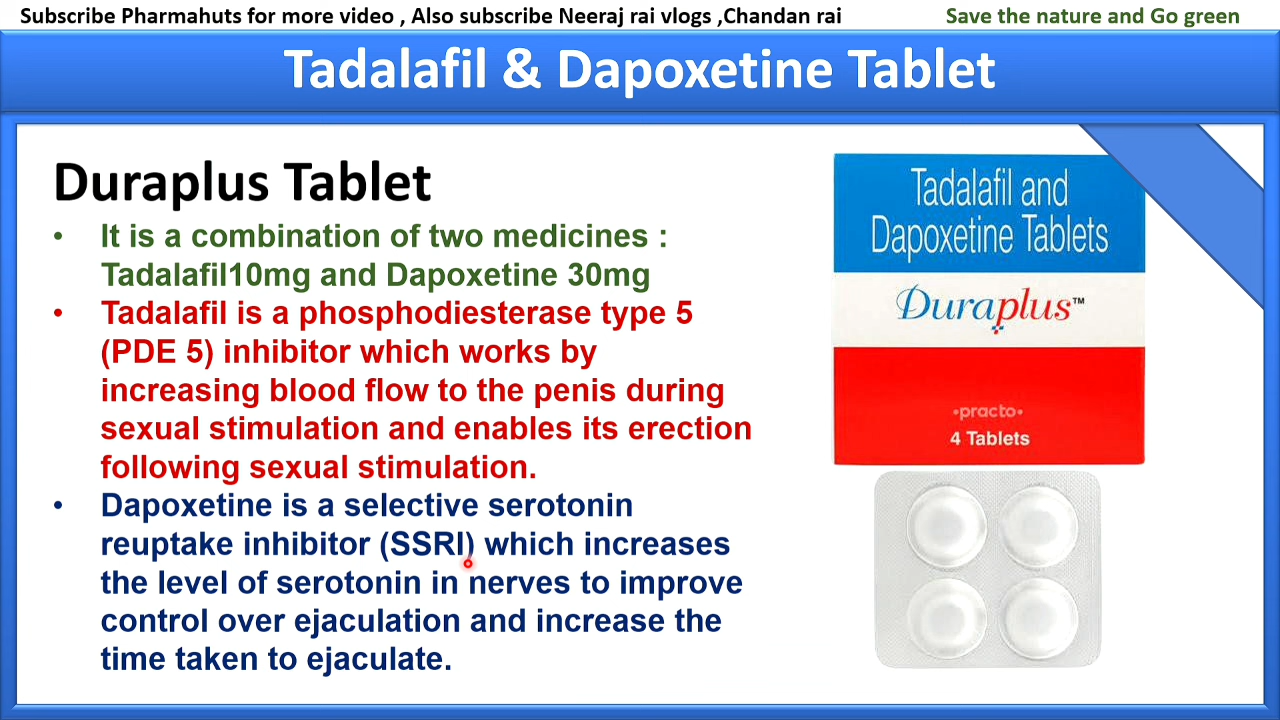 Subscribe Pharmahuts for more video , Also subscribe Neeraj rai vlogs ,Chandan rai
Save the nature and Go green
Tadalafil & Dapoxetine Tablet
Duraplus Tablet
• It is a combination of two medicines :
Tadalafil10mg and Dapoxetine 30mg
• Tadalafil is a phosphodiesterase type 5
(PDE 5) inhibitor which works by
increasing blood flow to the penis during
sexual stimulation and enables its erection
following sexual stimulation.
• Dapoxetine is a selective serotonin
reuptake inhibitor (SSRI) which increases
the level of serotonin in nerves to improve
control over ejaculation and increase the
time taken to ejaculate.
Tadalafil and
Dapoxetine Tablets
Duraplus™
•practo•
4 Tablets